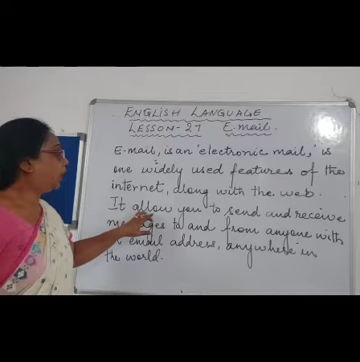 ENGLISH LANGUAGE
LESSON-27 E.mail.
E-mail, is an 'electronic mail,' is
one widely used features of the
internet, along with the web.
It allow you to send and receive
messages to and from anyone with
email address, anywhere in
the world.